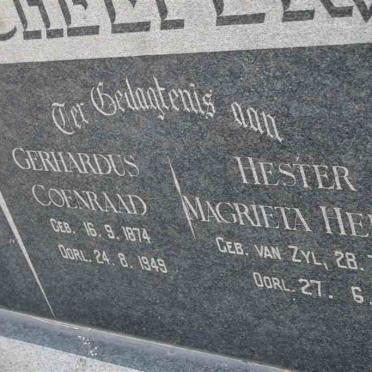 Ter Gedagtenis aan
GERHARDUS
COENRAAD
GEB. 16. 9. 1874
OORL. 24. 8. 1949
HESTER
MAGRIETA
GEB. VAN ZYL, 28.
OORL. 27. 6.